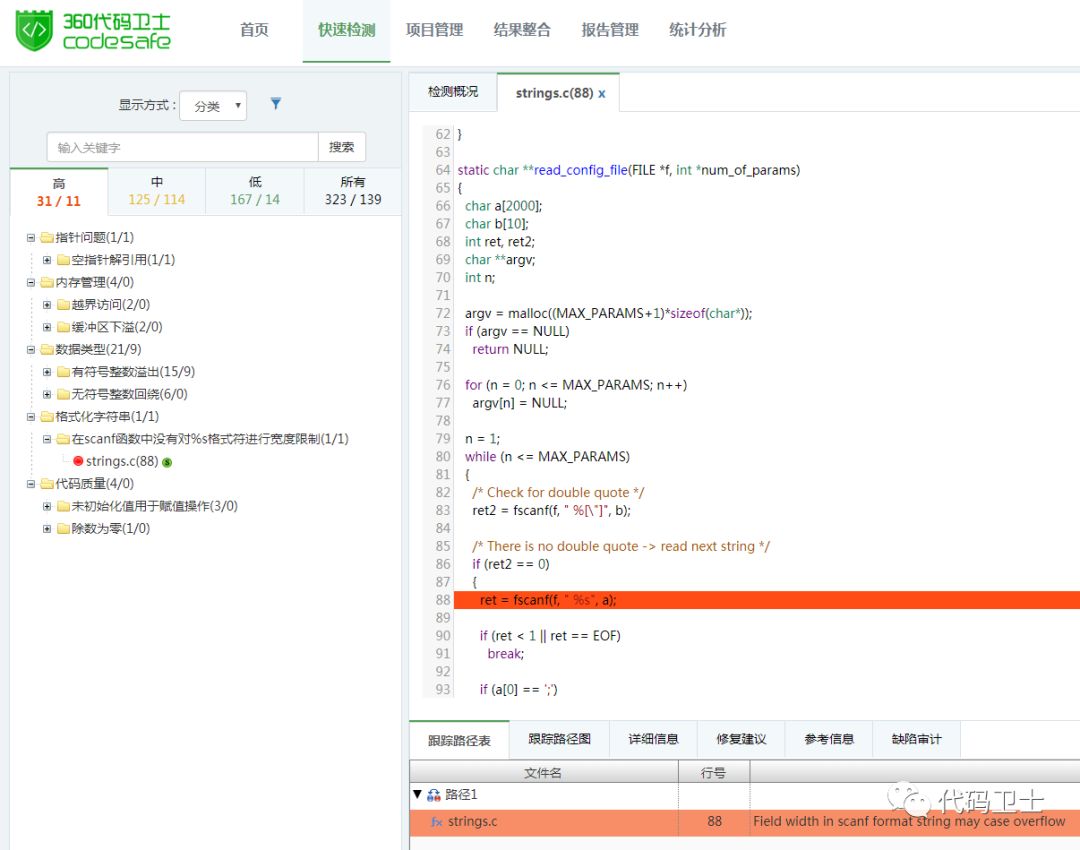 360代码卫士
codesafe
首页
快速检测
项目管理
结果整合
报告管理
统计分析
显示方式：
分类
输入关键字
搜索
高
31 / 11
中
125 / 114
低
167 / 14
所有
323 / 139
指针问题(1/1)
空指针解引用(1/1)
内存管理(4/0)
越界访问(2/0)
缓冲区下溢(2/0)
数据类型(21/9)
有符号整数溢出(15/9)
无符号整数回绕(6/0)
格式化字符串(1/1)
在scanf函数中没有对%s格式符进行宽度限制(1/1)
strings.c(88) s
代码质量(4/0)
未初始化值用于赋值操作(3/0)
除数为零(1/0)
检测概况
strings.c(88) x
62 }
63
64 static char **read_config_file(FILE *f, int *num_of_params)
65 {
66 char a[2000];
67 char b[10];
68 int ret, ret2;
69 char **argv;
70 int n;
71
72 argv = malloc((MAX_PARAMS+1)*sizeof(char*));
73 if (argv == NULL)
74 return NULL;
75
76 for (n = 0; n <= MAX_PARAMS; n++)
77 argv[n] = NULL;
78
79 n = 1;
80 while (n <= MAX_PARAMS)
81 {
82 /* Check for double quote */
83 ret2 = fscanf(f, " %[\"]", b);
84
85 /* There is no double quote -> read next string */
86 if (ret2 == 0)
87 {
88 ret = fscanf(f, " %s", a);
89
90 if (ret < 1 || ret == EOF)
91 break;
92
93 if (a[0] == ';')
跟踪路径表
跟踪路径图
详细信息
修复建议
参考信息
缺陷审计
文件名
行号
路径1
fx strings.c
88
Field width in scanf format string may case overflow
代码卫士